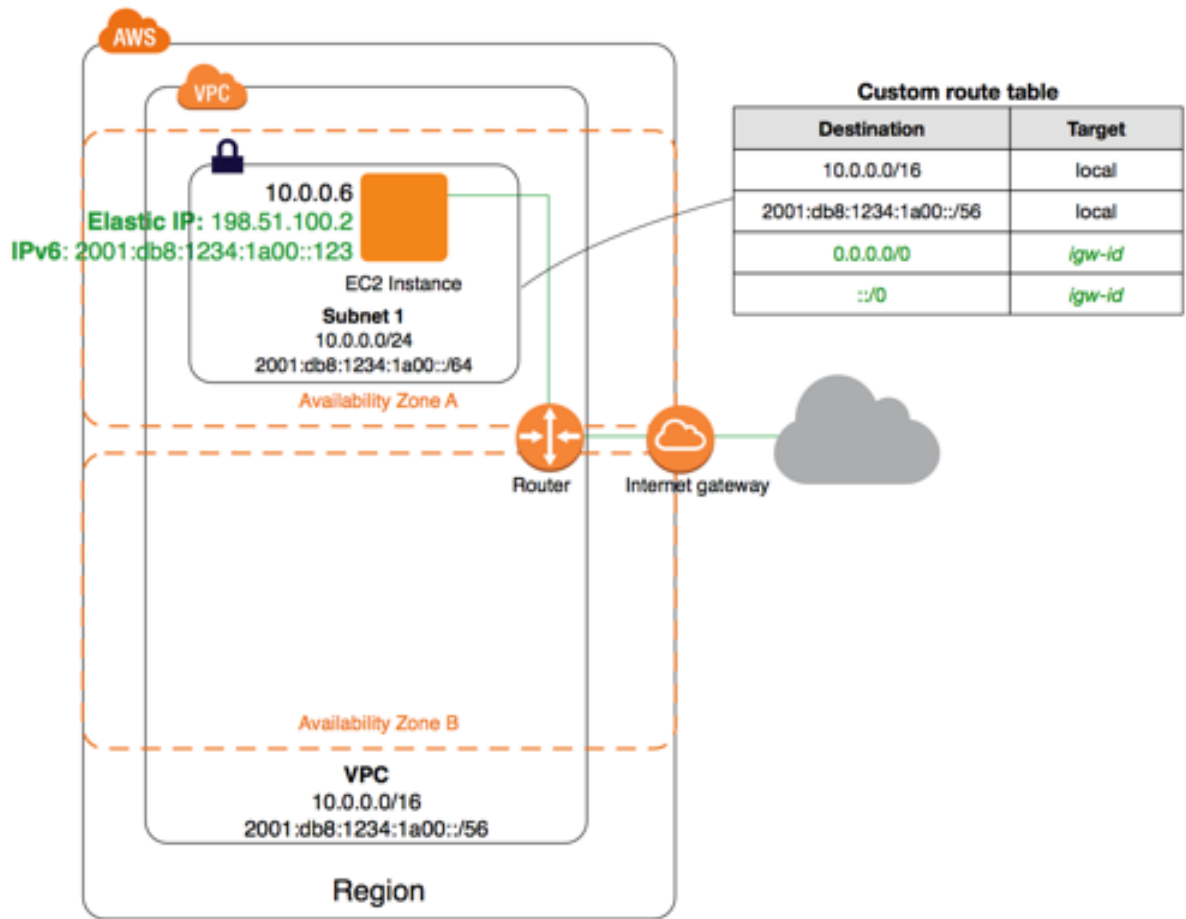 AWS
VPC
10.0.0.6
Elastic IP: 198.51.100.2
IPv6: 2001:db8:1234:1a00::123
EC2 Instance
Subnet 1
10.0.0.0/24
2001:db8:1234:1a00::/64
Availability Zone A
Router
Internet gateway
Availability Zone B
VPC
10.0.0.0/16
2001:db8:1234:1a00::/56
Region
Custom route table
Destination Target
10.0.0.0/16 local
2001:db8:1234:1a00::/56 local
0.0.0.0/0 igw-id
::/0 igw-id